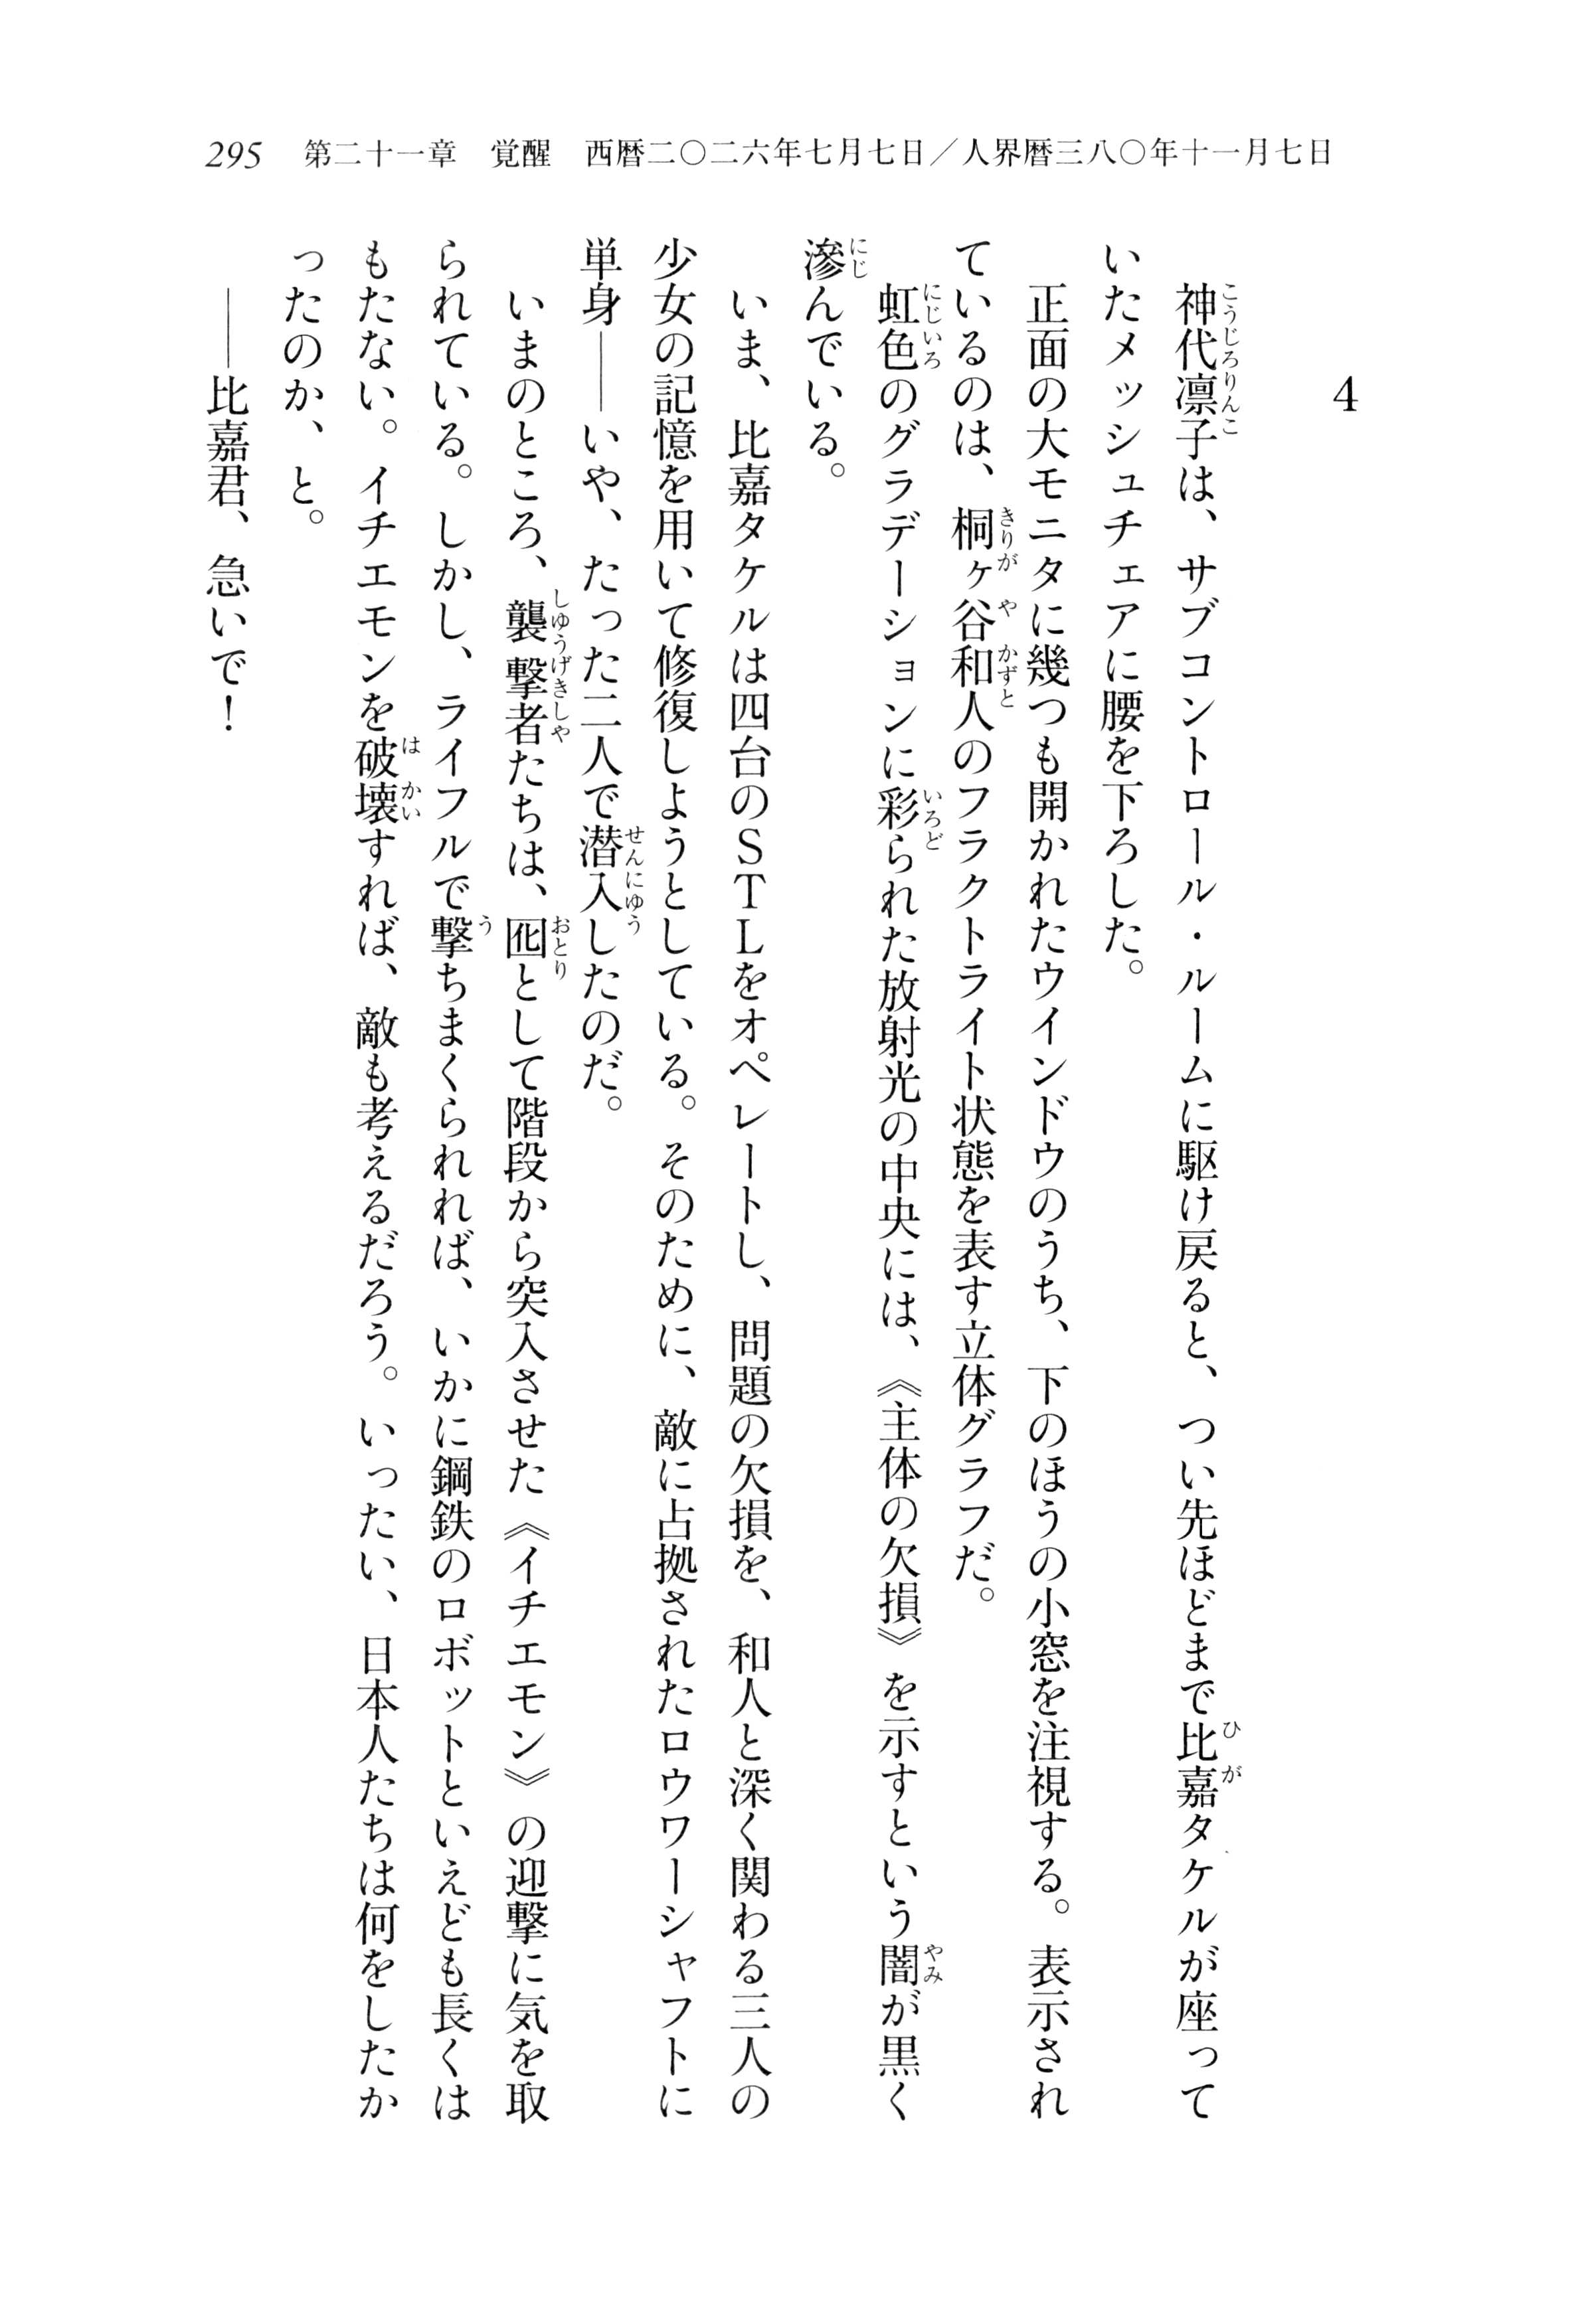 295　第二十一章　覚醒　西暦二〇二六年七月七日／人界暦三八〇年十一月七日
4
神代凛子は、サブコントロール・ルームに駆け戻ると、つい先ほどまで比嘉タケルが座って
いたメッシュチェアに腰を下ろした。
正面の大モニタに幾つも開かれたウインドウのうち、下のほうの小窓を注視する。表示され
ているのは、桐ヶ谷和人のフラクトライト状態を表す立体グラフだ。
虹色のグラデーションに彩られた放射光の中央には、《主体の欠損》を示すという闇が黒く
滲んでいる。
いま、比嘉タケルは四台のＳＴＬをオペレートし、問題の欠損を、和人と深く関わる三人の
少女の記憶を用いて修復しようとしている。そのために、敵に占拠されたロウワーシャフトに
単身――いや、たった二人で潜入したのだ。
いまのところ、襲撃者たちは、囮として階段から突入させた《イチエモン》の迎撃に気を取
られている。しかし、ライフルで撃ちまくられれば、いかに鋼鉄のロボットといえども長くは
もたない。イチエモンを破壊すれば、敵も考えるだろう。いったい、日本人たちは何をしたか
ったのか、と。
――比嘉君、急いで！